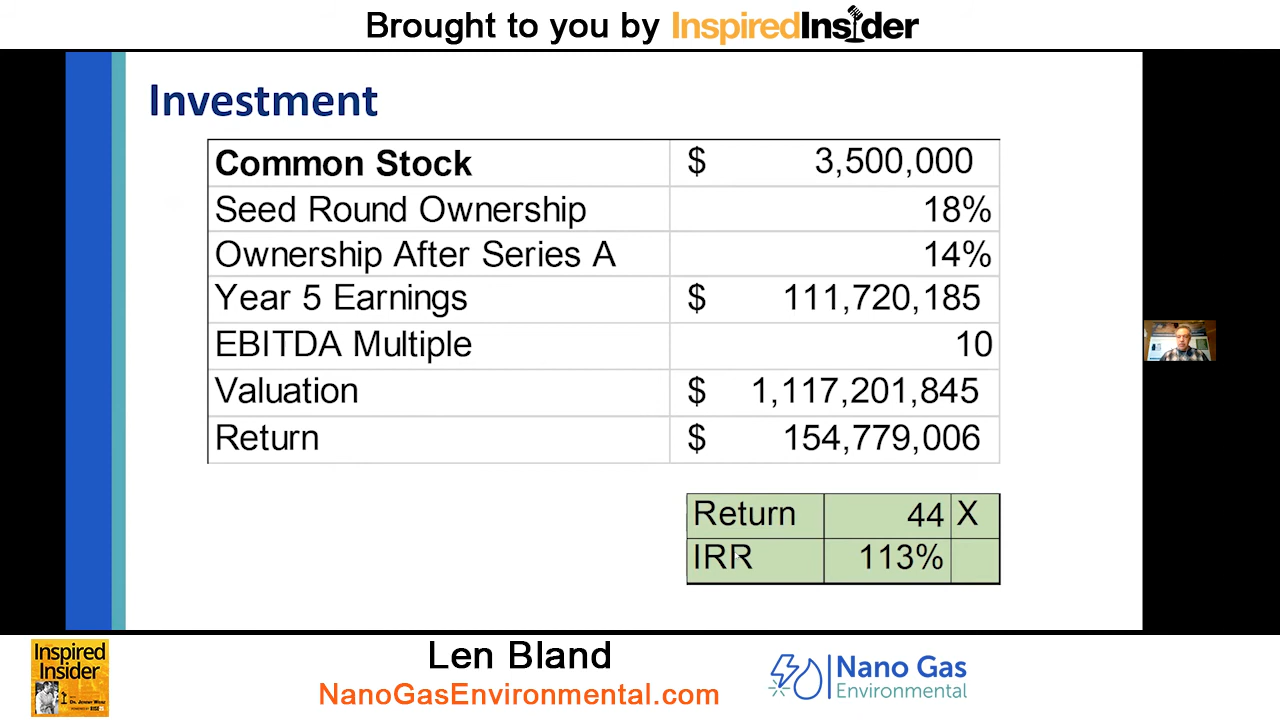 Brought to you by InspiredInsider
Investment
Common Stock $ 3,500,000
Seed Round Ownership 18%
Ownership After Series A 14%
Year 5 Earnings $ 111,720,185
EBITDA Multiple 10
Valuation $ 1,117,201,845
Return $ 154,779,006
Return 44 X
IRR 113%
Inspired
Insider
Len Bland
NanoGasEnvironmental.com
Nano Gas
Environmental